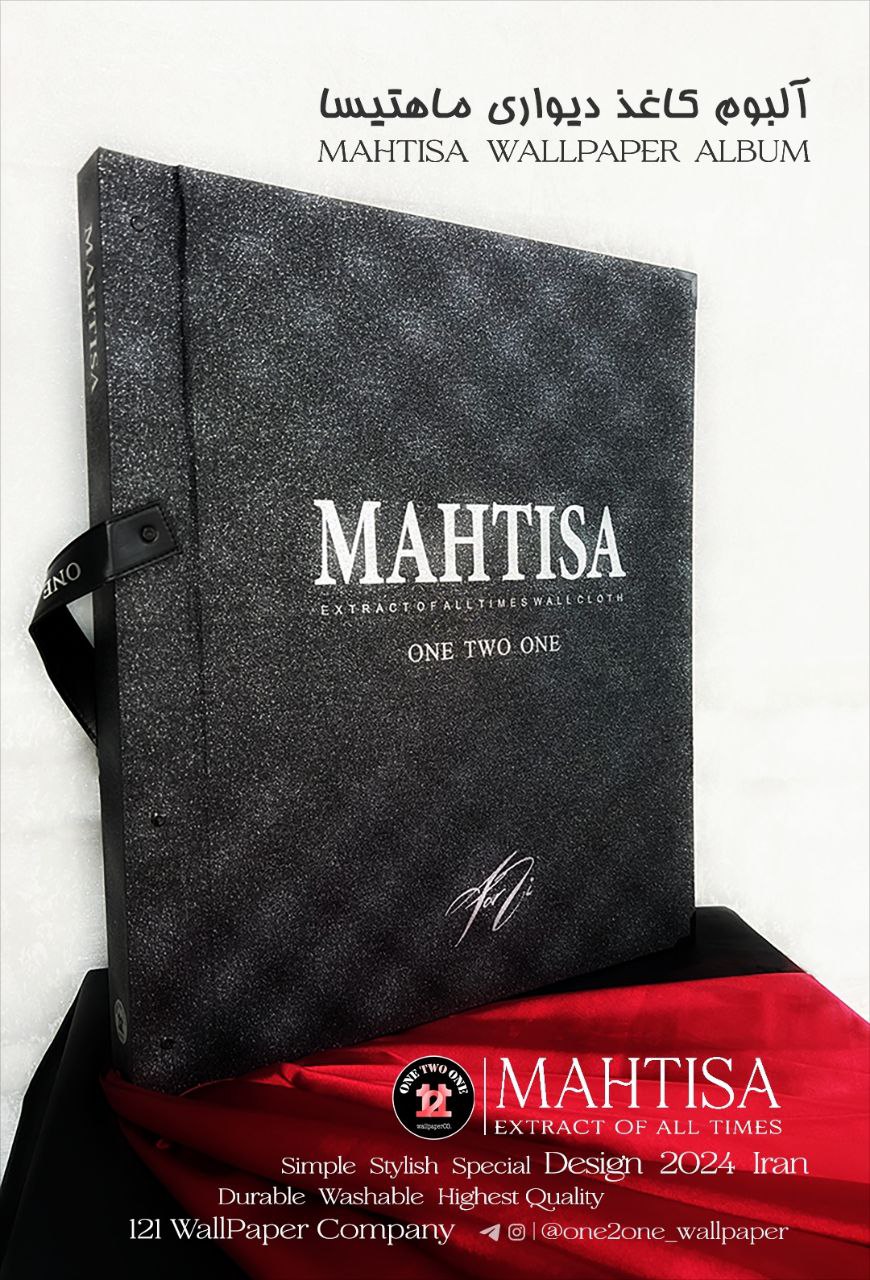 آلبوم کاغذ دیواری ماهتیسا
MAHTISA WALLPAPER ALBUM
MAHTISA
ONE
MAHTISA
EXTRACT OF ALL TIMES WALL CLOTH
ONE TWO ONE
ONE TWO ONE
121
wallpaperCO.
MAHTISA
EXTRACT OF ALL TIMES
Simple Stylish Special Design 2024 Iran
Durable Washable Highest Quality
121 WallPaper Company | @one2one_wallpaper